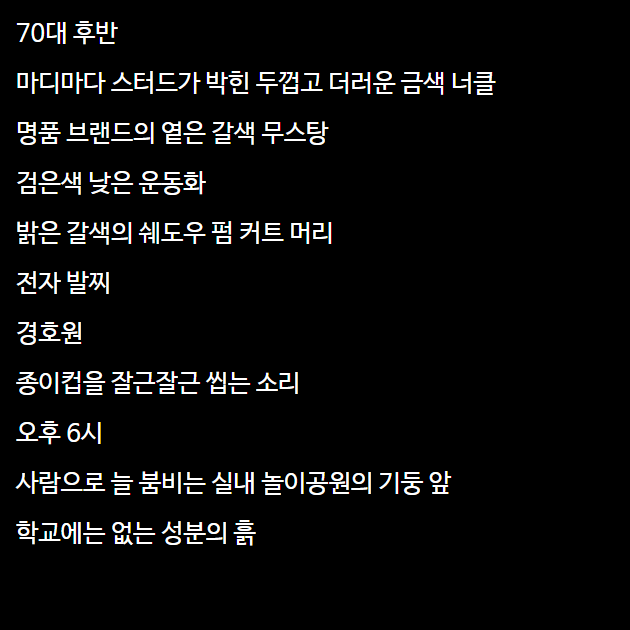 70대 후반
마디마다 스터드가 박힌 두껍고 더러운 금색 너클
명품 브랜드의 옅은 갈색 무스탕
검은색 낮은 운동화
밝은 갈색의 쉐도우 펌 커트 머리
전자 발찌
경호원
종이컵을 잘근잘근 씹는 소리
오후 6시
사람으로 늘 붐비는 실내 놀이공원의 기둥 앞
학교에는 없는 성분의 흙